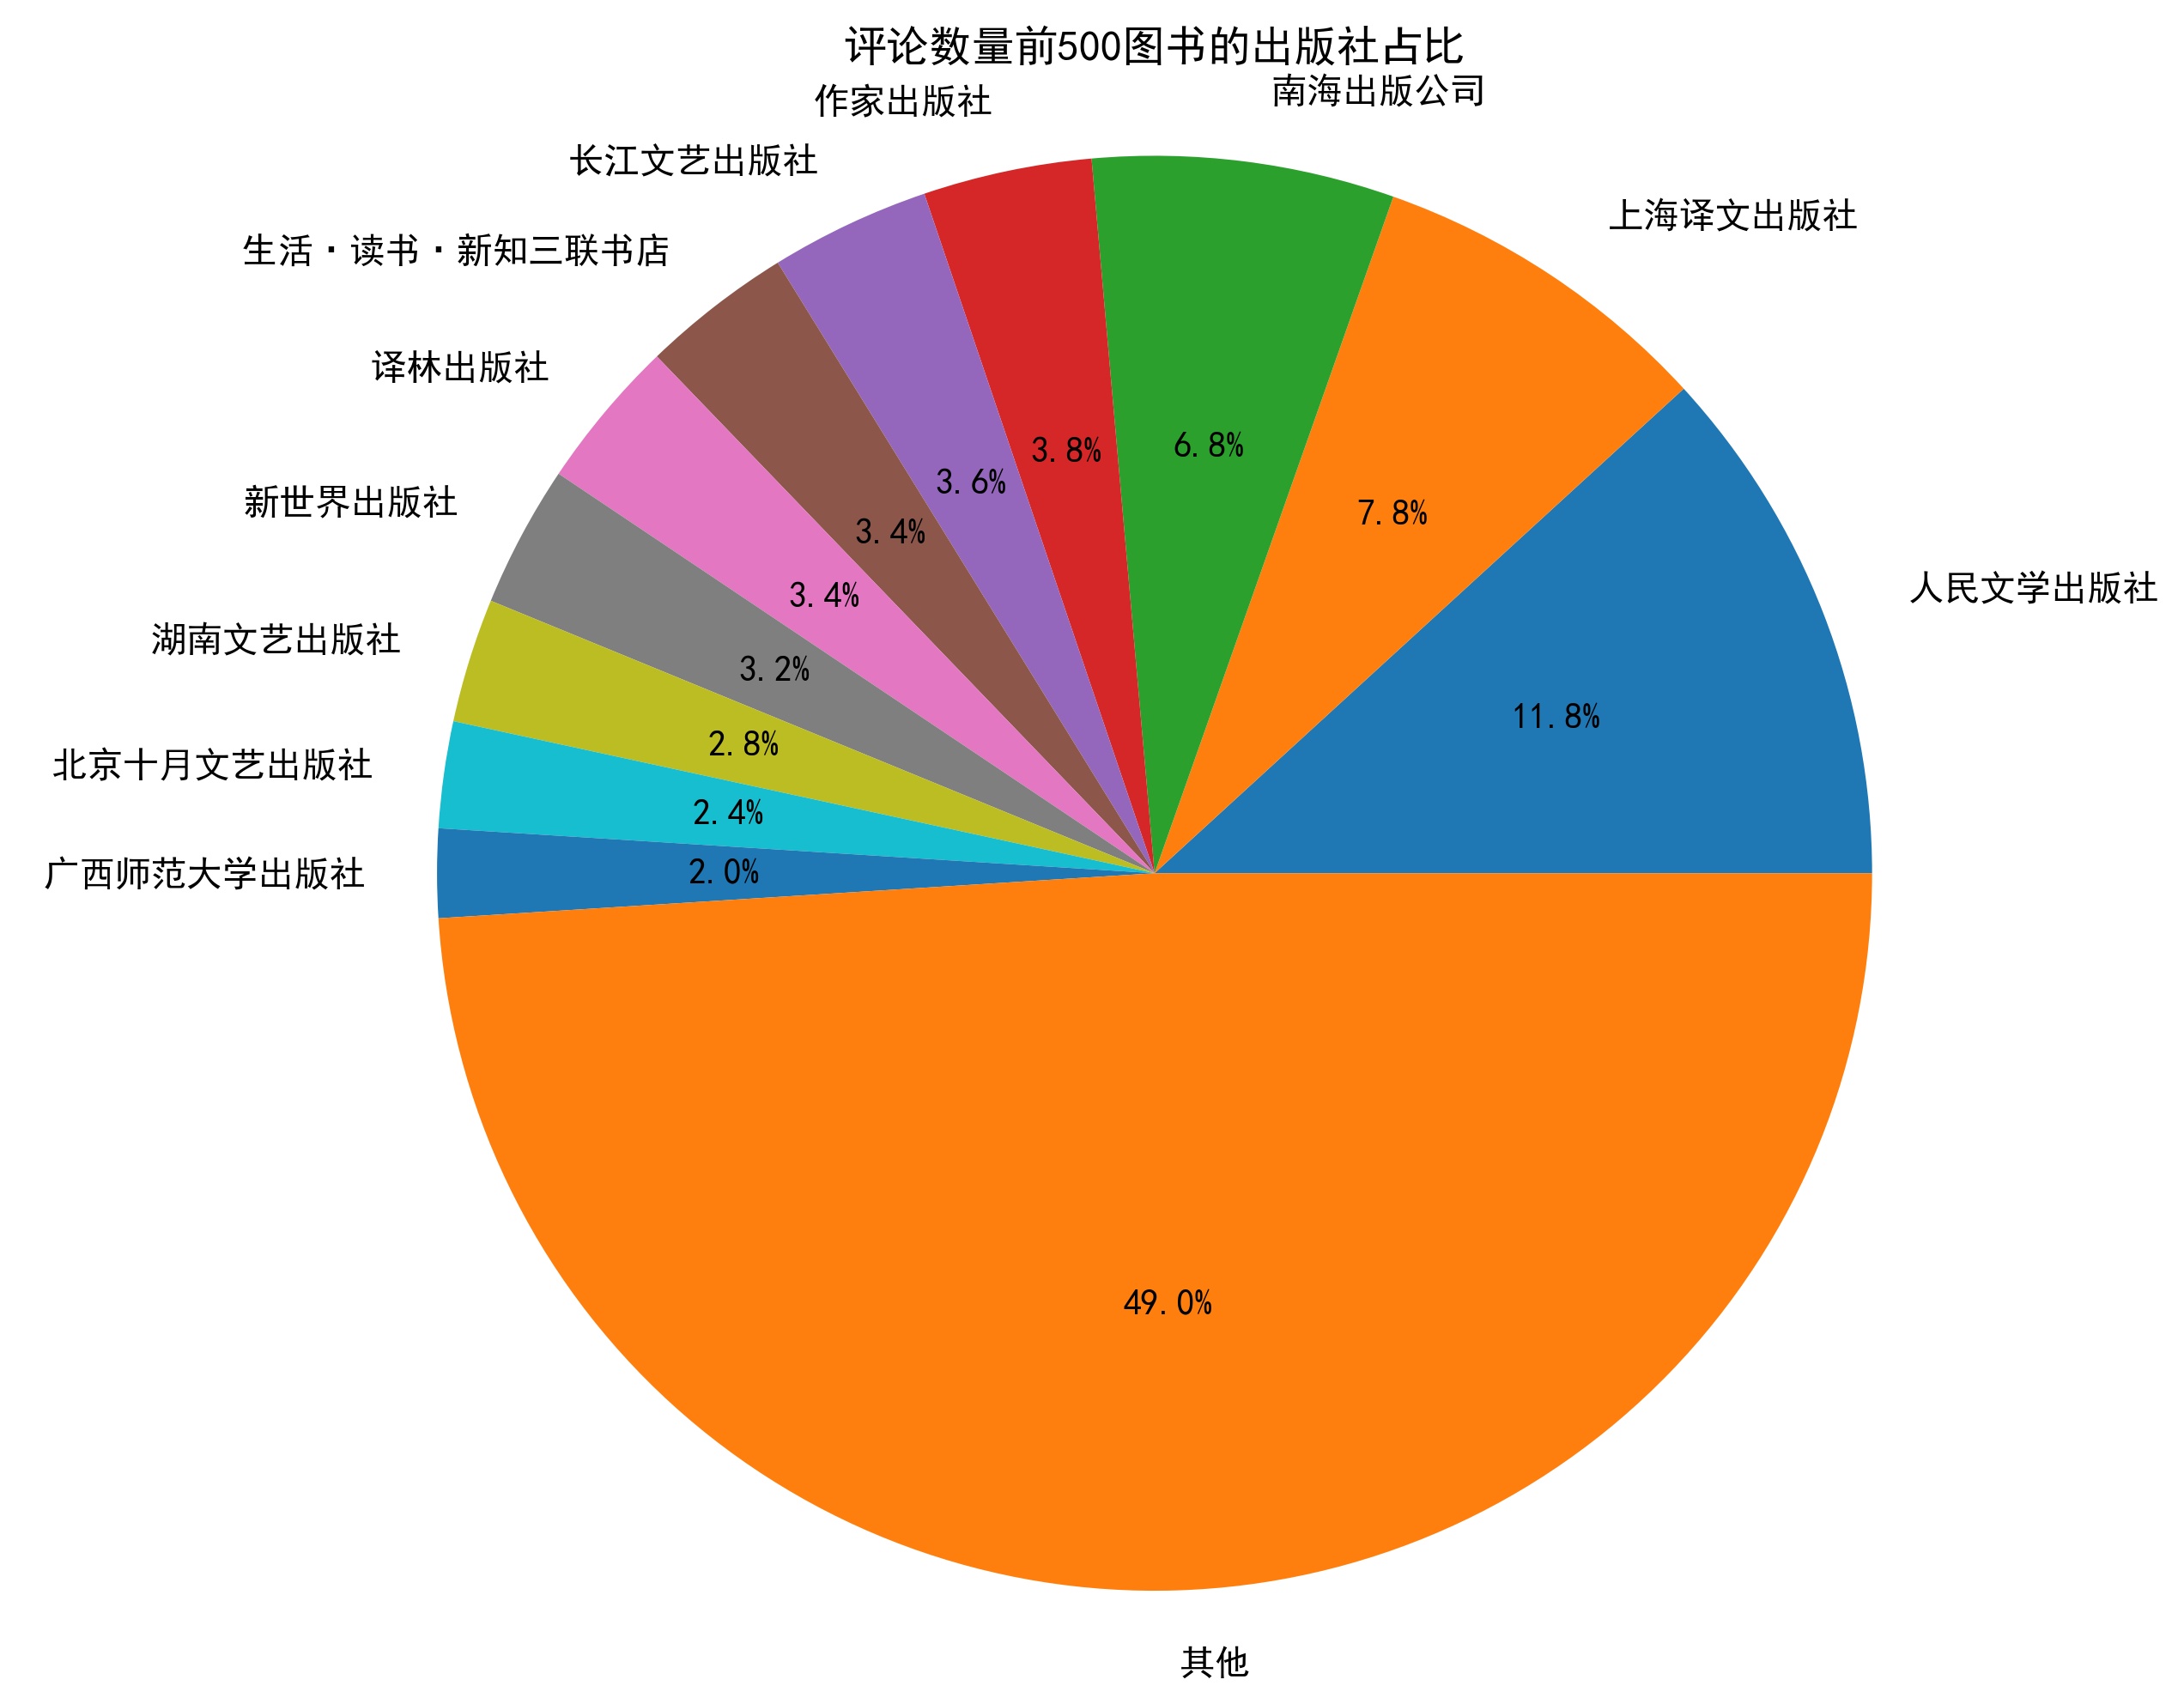 评论数量前500图书的出版社占比
南海出版公司
作家出版社
长江文艺出版社
上海译文出版社
生活·读书·新知三联书店
译林出版社
新世界出版社
人民文学出版社
湖南文艺出版社
北京十月文艺出版社
广西师范大学出版社
6.8%
3.8%
3.6%
7.8%
3.4%
3.4%
3.2%
11.8%
2.8%
2.4%
2.0%
49.0%
其他